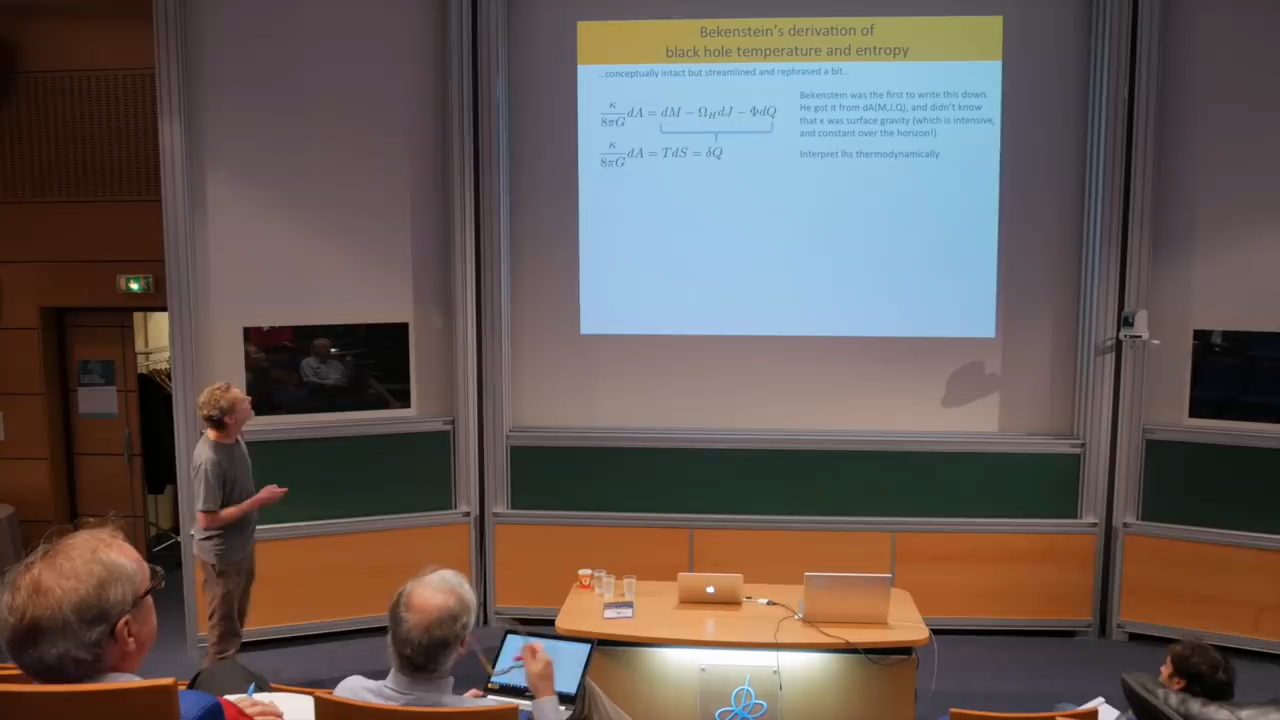 Bekenstein's derivation of
black hole temperature and entropy
...conceptually intact but streamlined and rephrased a bit...
κ/8πG dA = dM − Ω_H dJ − ΦdQ
Bekenstein was the first to write this down.
He got it from dA(M,J,Q), and didn't know
that κ was surface gravity (which is intensive,
and constant over the horizon!)
κ/8πG dA = TdS = δQ
Interpret lhs thermodynamically.